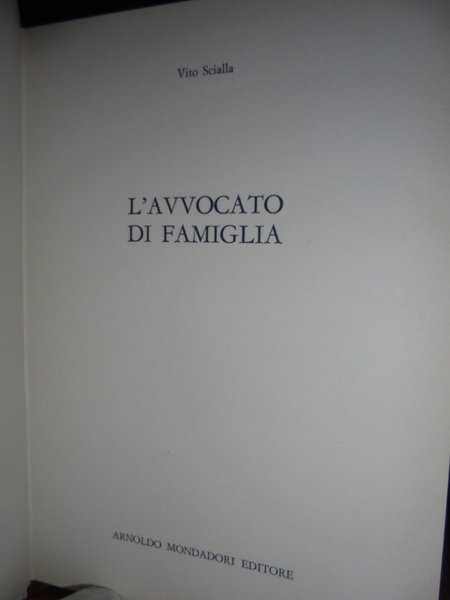 Vito Scialla
L'AVVOCATO
DI FAMIGLIA
ARNOLDO MONDADORI EDITORE